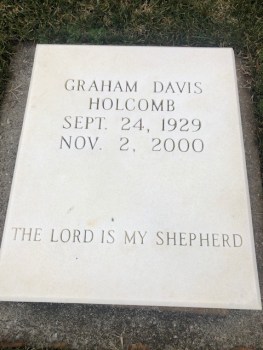 GRAHAM DAVIS
HOLCOMB
SEPT. 24, 1929
NOV. 2, 2000
THE LORD IS MY SHEPHERD